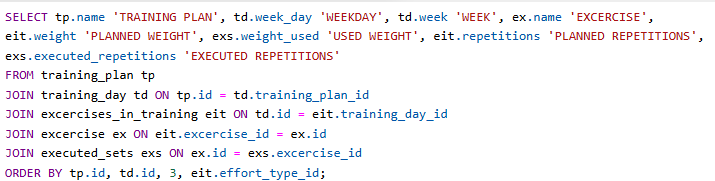 SELECT tp.name 'TRAINING PLAN', td.week_day 'WEEKDAY', td.week 'WEEK', ex.name 'EXCERCISE',
eit.weight 'PLANNED WEIGHT', exs.weight_used 'USED WEIGHT', eit.repetitions 'PLANNED REPETITIONS',
exs.executed_repetitions 'EXECUTED REPETITIONS'
FROM training_plan tp
JOIN training_day td ON tp.id = td.training_plan_id
JOIN excercises_in_training eit ON td.id = eit.training_day_id
JOIN excercise ex ON eit.excercise_id = ex.id
JOIN executed_sets exs ON ex.id = exs.excercise_id
ORDER BY tp.id, td.id, 3, eit.effort_type_id;